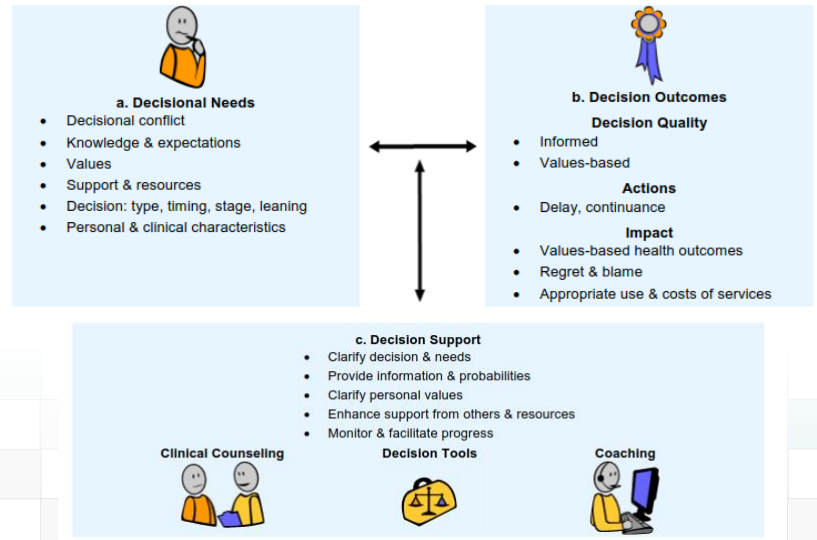 a. Decisional Needs
• Decisional conflict
• Knowledge & expectations
• Values
• Support & resources
• Decision: type, timing, stage, leaning
• Personal & clinical characteristics
b. Decision Outcomes
Decision Quality
• Informed
• Values-based
Actions
• Delay, continuance
Impact
• Values-based health outcomes
• Regret & blame
• Appropriate use & costs of services
c. Decision Support
• Clarify decision & needs
• Provide information & probabilities
• Clarify personal values
• Enhance support from others & resources
• Monitor & facilitate progress
Clinical Counseling
Decision Tools
Coaching